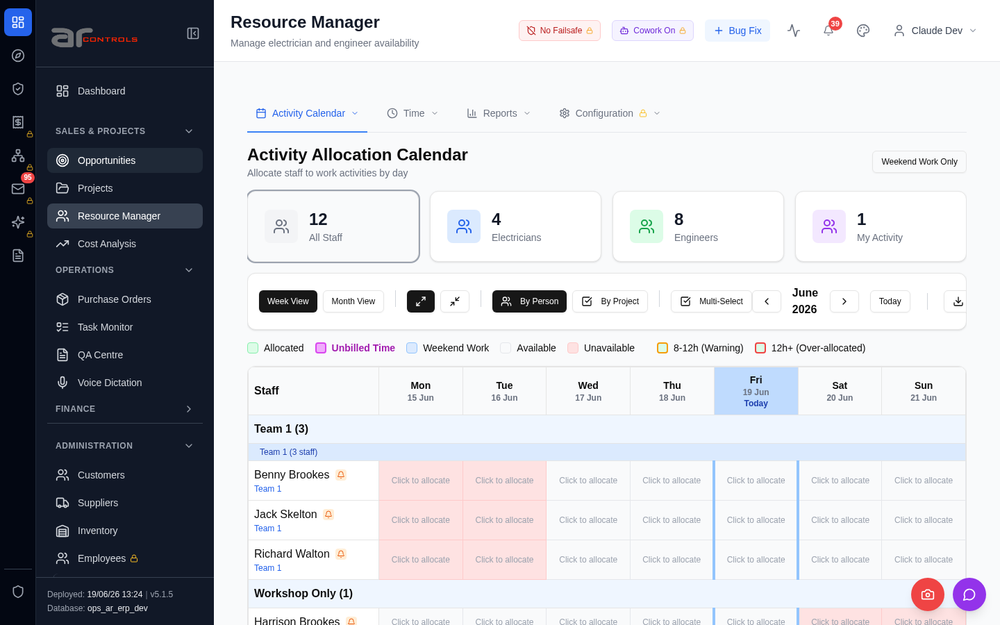 ar CONTROLS
Dashboard
SALES & PROJECTS
Opportunities
Projects
Resource Manager
Cost Analysis
OPERATIONS
Purchase Orders
Task Monitor
QA Centre
Voice Dictation
FINANCE
ADMINISTRATION
Customers
Suppliers
Inventory
Employees
Deployed: 19/06/26 13:24 | v5.1.5
Database: ops_ar_erp_dev
95
Resource Manager
Manage electrician and engineer availability
No Failsafe
Cowork On
Bug Fix
39
Claude Dev
Activity Calendar
Time
Reports
Configuration
Activity Allocation Calendar
Allocate staff to work activities by day
Weekend Work Only
12
All Staff
4
Electricians
8
Engineers
1
My Activity
Week View
Month View
By Person
By Project
Multi-Select
June
2026
Today
Allocated
Unbilled Time
Weekend Work
Available
Unavailable
8-12h (Warning)
12h+ (Over-allocated)
Staff
Mon
15 Jun
Tue
16 Jun
Wed
17 Jun
Thu
18 Jun
Fri
19 Jun
Today
Sat
20 Jun
Sun
21 Jun
Team 1 (3)
Team 1 (3 staff)
Benny Brookes
Team 1
Click to allocate Click to allocate Click to allocate Click to allocate Click to allocate Click to allocate Click to allocate
Jack Skelton
Team 1
Click to allocate Click to allocate Click to allocate Click to allocate Click to allocate Click to allocate Click to allocate
Richard Walton
Team 1
Click to allocate Click to allocate Click to allocate Click to allocate Click to allocate Click to allocate Click to allocate
Workshop Only (1)
Harrison Brookes
Click to allocate Click to allocate Click to allocate Click to allocate Click to allocate Click to allocate Click to allocate